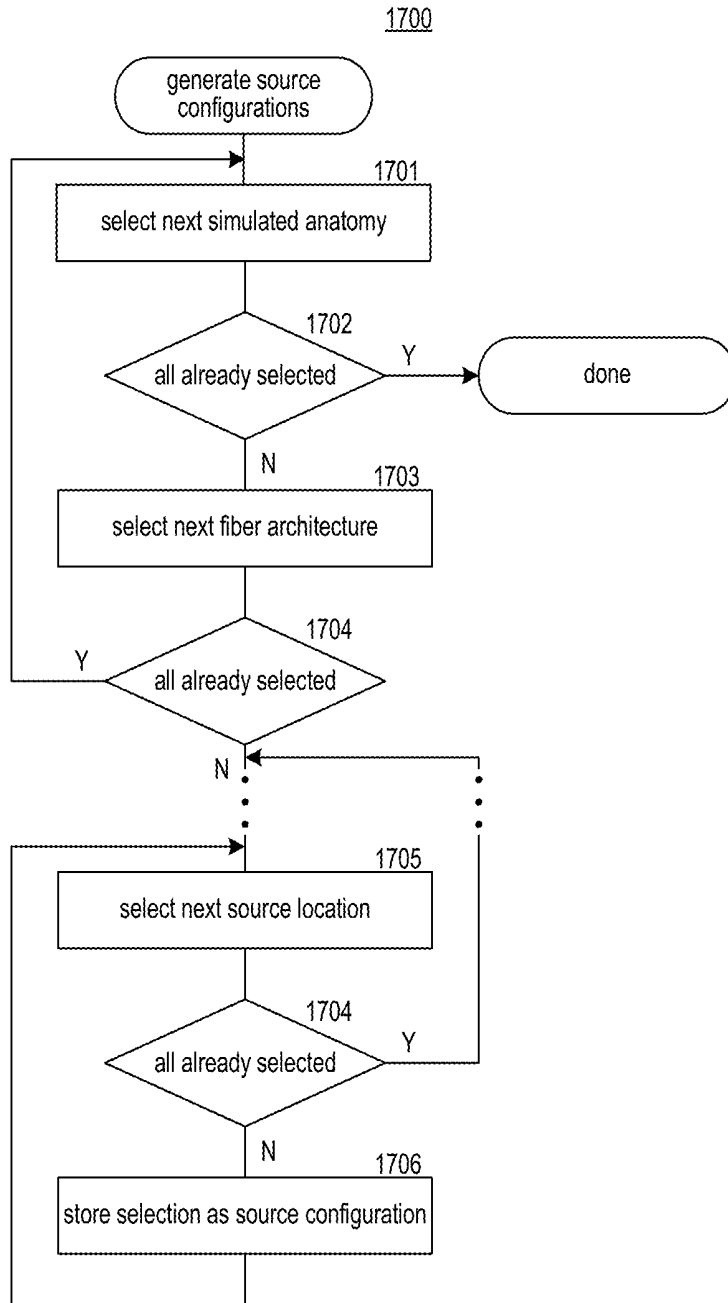 1700
generate source
configurations
1701
select next simulated anatomy
1702
all already selected
Y
done
N
1703
select next fiber architecture
1704
Y
all already selected
N
1705
select next source location
1704
all already selected
Y
N
1706
store selection as source configuration